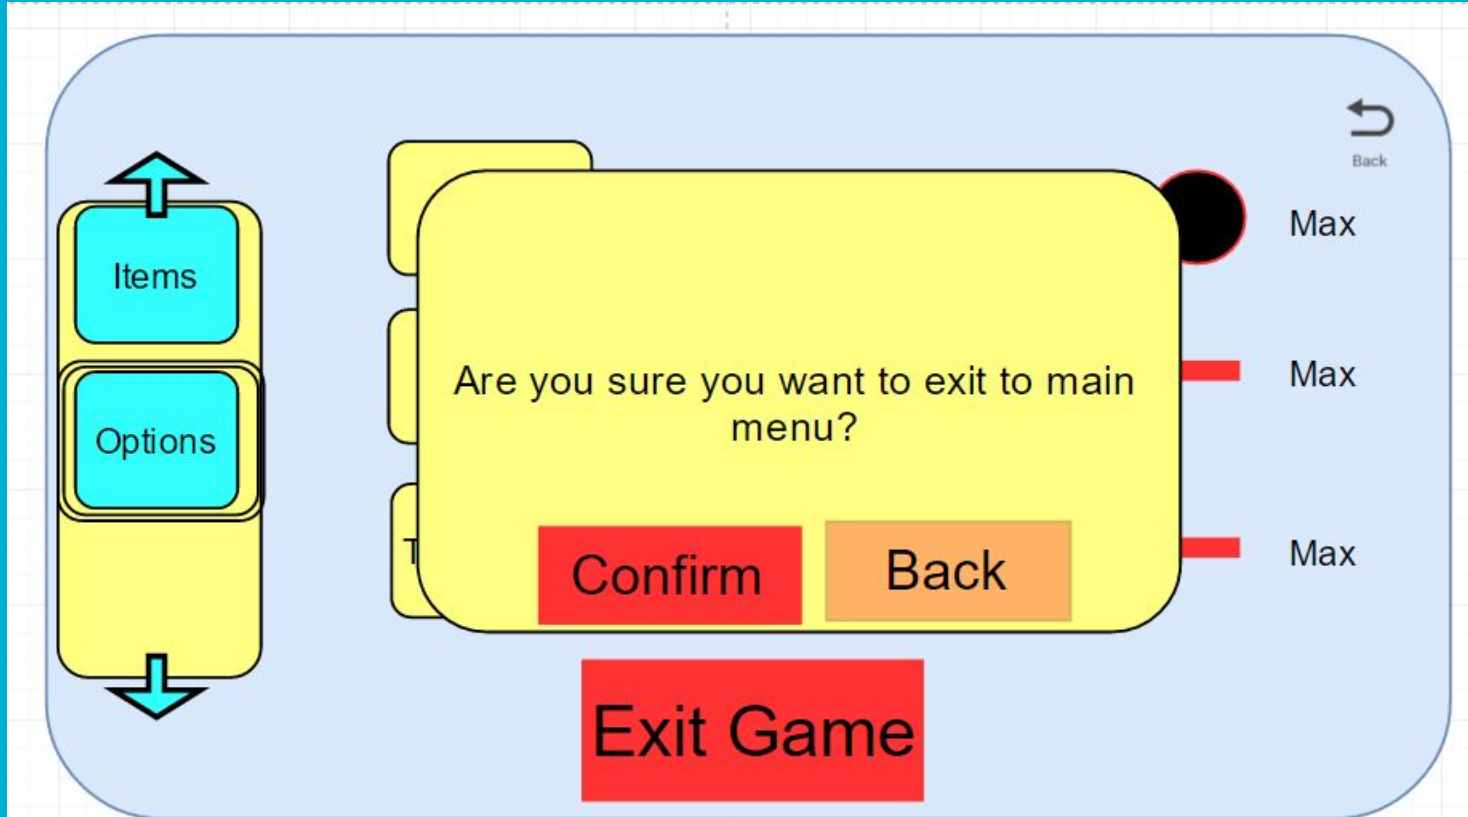 Back
Max
Items
Max
Are you sure you want to exit to main
menu?
Options
Max
T
Confirm
Back
Exit Game